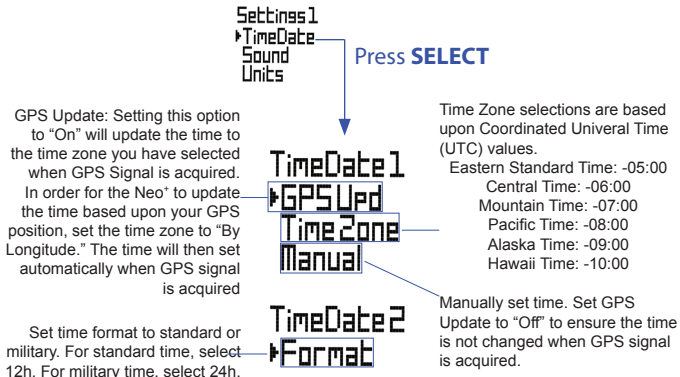 Settings1
TimeDate
Sound
Units
Press SELECT
GPS Update: Setting this option
to “On” will update the time to
the time zone you have selected
when GPS Signal is acquired.
In order for the Neo+ to update
the time based upon your GPS
position, set the time zone to “By
Longitude.” The time will then set
automatically when GPS signal
is acquired
TimeDate1
GPS Upd
Time Zone
Manual
Time Zone selections are based
upon Coordinated Univeral Time
(UTC) values.
Eastern Standard Time: -05:00
Central Time: -06:00
Mountain Time: -07:00
Pacific Time: -08:00
Alaska Time: -09:00
Hawaii Time: -10:00
Manually set time. Set GPS
Update to “Off” to ensure the time
is not changed when GPS signal
is acquired.
Set time format to standard or
military. For standard time, select
12h. For military time, select 24h.
TimeDate2
Format